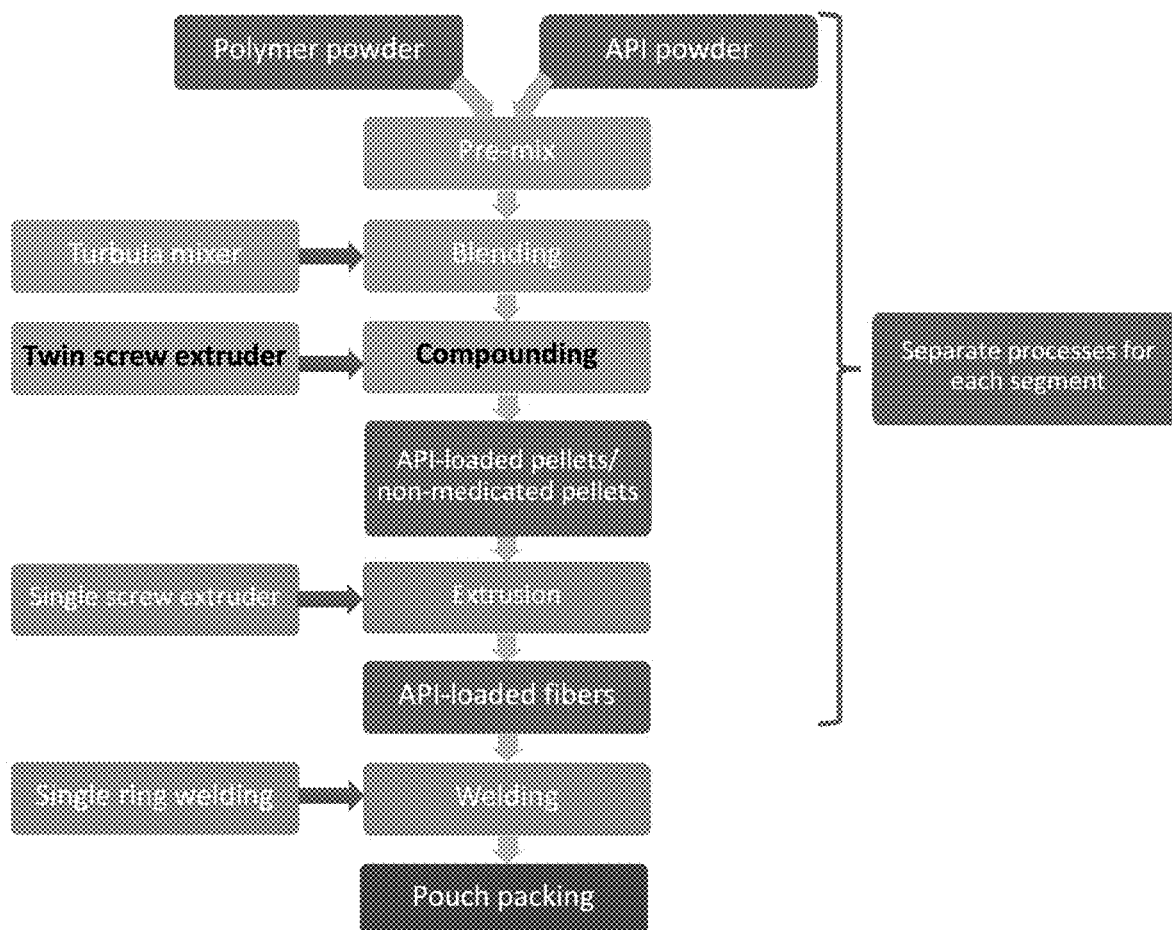 Polymer powder
API powder
Pre-mix
Turbula mixer
Blending
Twin screw extruder
Compounding
Separate processes for
each segment
API-loaded pellets/
non-medicated pellets
Single screw extruder
Extrusion
API-loaded fibers
Single ring welding
Welding
Pouch packing